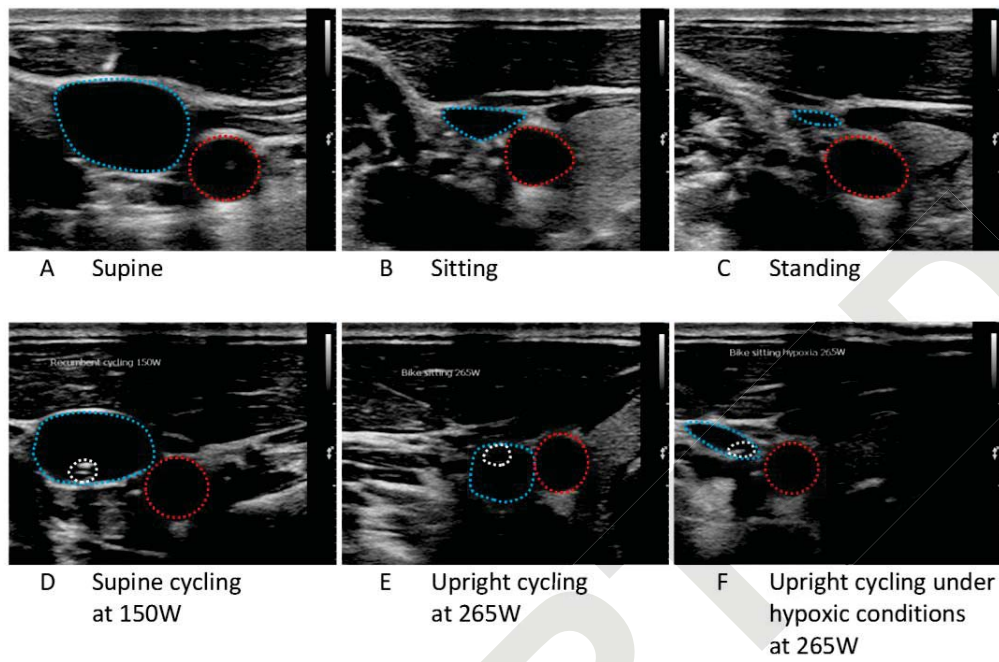 A Supine
B Sitting
C Standing
Recumbent cycling 150W
Bike sitting 265W
Bike sitting hypoxia 265W
D Supine cycling
at 150W
E Upright cycling
at 265W
F Upright cycling under
hypoxic conditions
at 265W